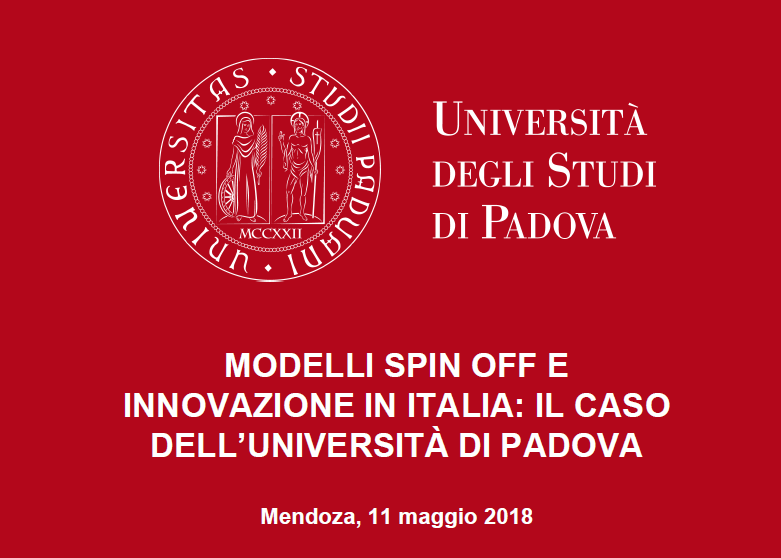 UNIVERSITAS STUDII PADUANI
MCCXXII
UNIVERSITÀ
DEGLI STUDI
DI PADOVA
MODELLI SPIN OFF E
INNOVAZIONE IN ITALIA: IL CASO
DELL’UNIVERSITÀ DI PADOVA
Mendoza, 11 maggio 2018